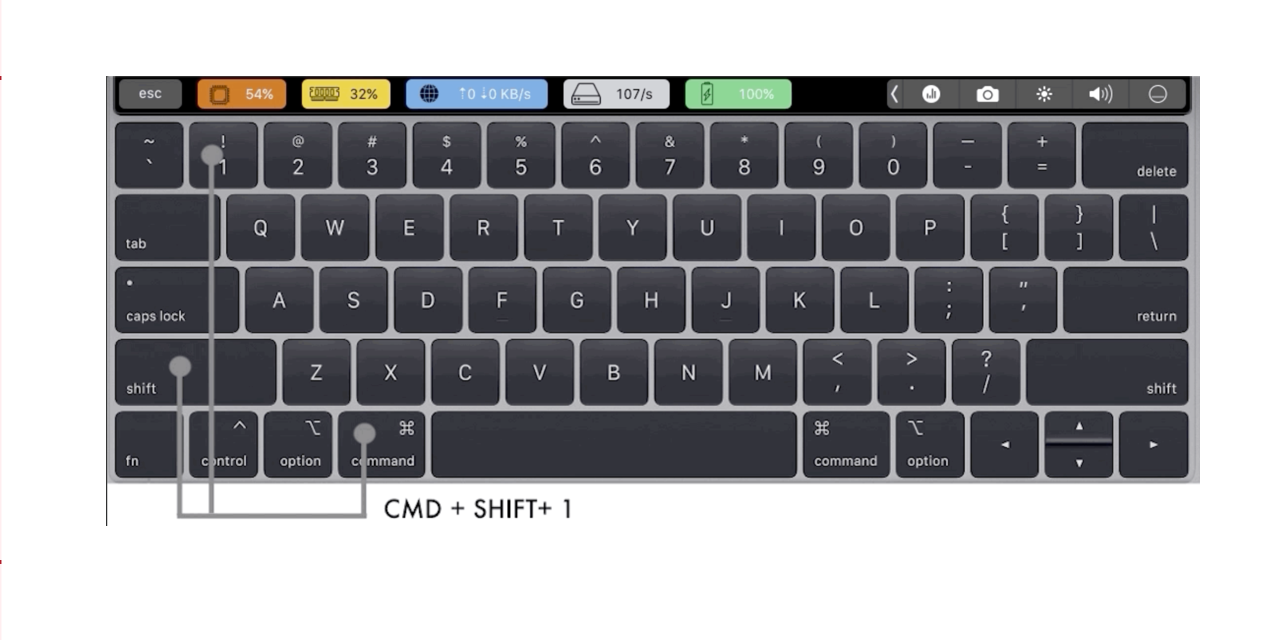 esc 54% 32% ↑0 ↓0 KB/s 107/s 100%
~ ! @ # $ % ^ & * ( ) — +
` 1 2 3 4 5 6 7 8 9 0 - = delete
tab Q W E R T Y U I O P { [ } ] | \
caps lock A S D F G H J K L : ; " ' return
shift Z X C V B N M < , > . ? / shift
fn ^ control ⌥ option ⌘ command ⌘ command ⌥ option ◂ ▴ ▾ ▸
CMD + SHIFT+ 1